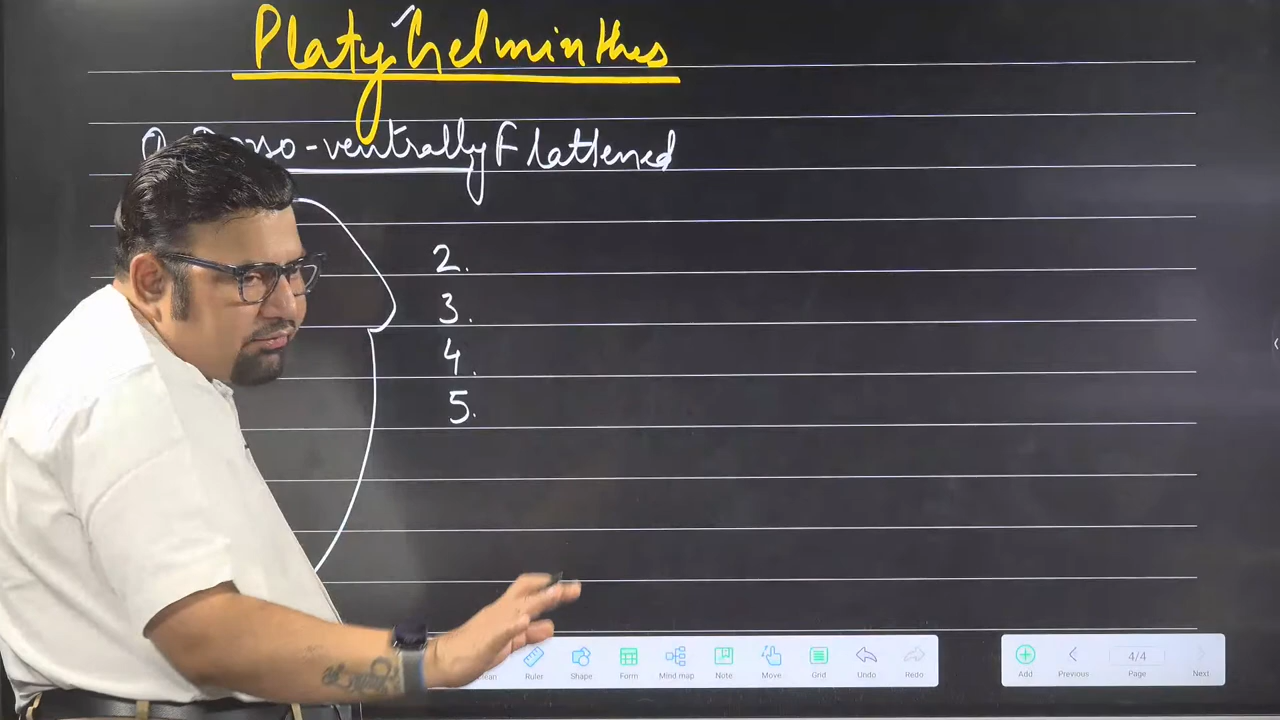 Platyhelminthes
-ventrally Flattened
2.
3.
4.
5.
Ruler Shape Form Mind map Note Move Grid Undo Redo
4/4
Add Previous Page Next